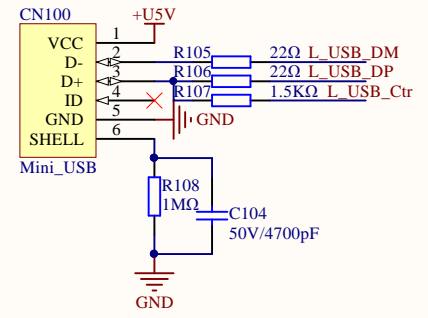 CN100
+U5V
VCC 1
D- 2 R105 22Ω L_USB_DM
D+ 3 R106 22Ω L_USB_DP
ID 4 R107 1.5KΩ L_USB_Ctr
GND 5 GND
SHELL 6
Mini_USB
R108
1MΩ
C104
50V/4700pF
GND